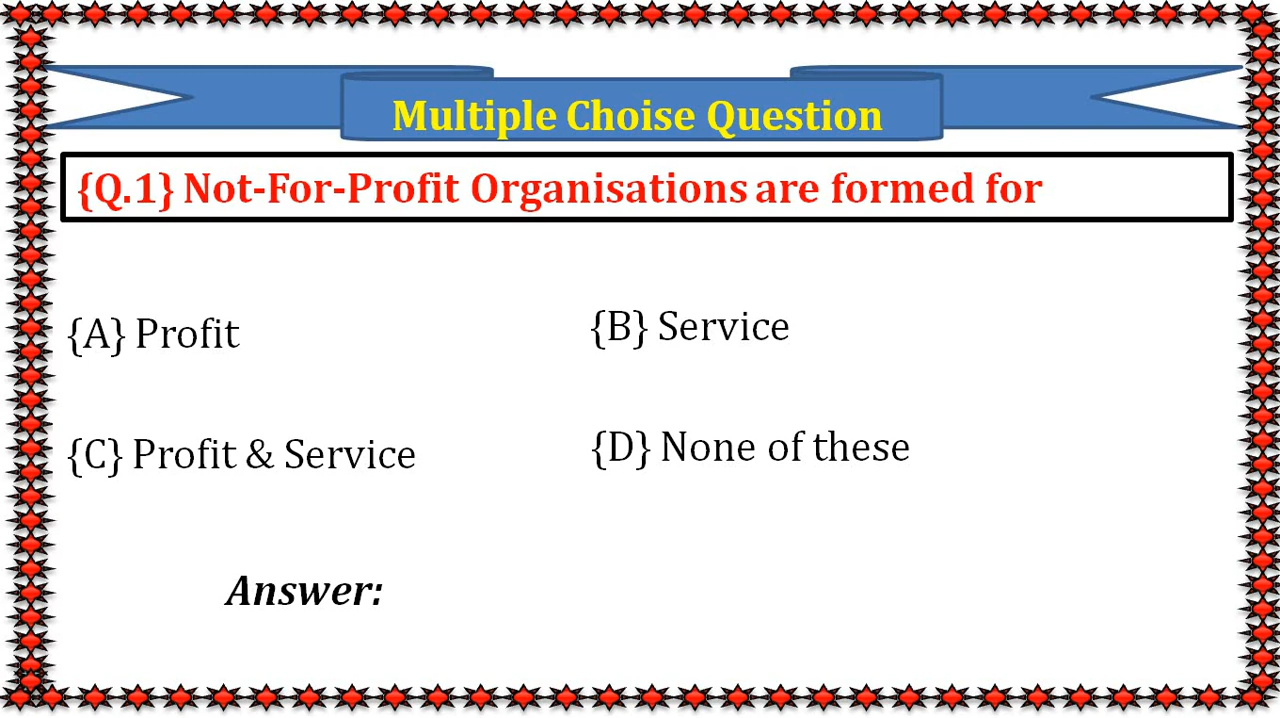 Multiple Choise Question
{Q.1} Not-For-Profit Organisations are formed for
{A} Profit
{B} Service
{C} Profit & Service
{D} None of these
Answer: